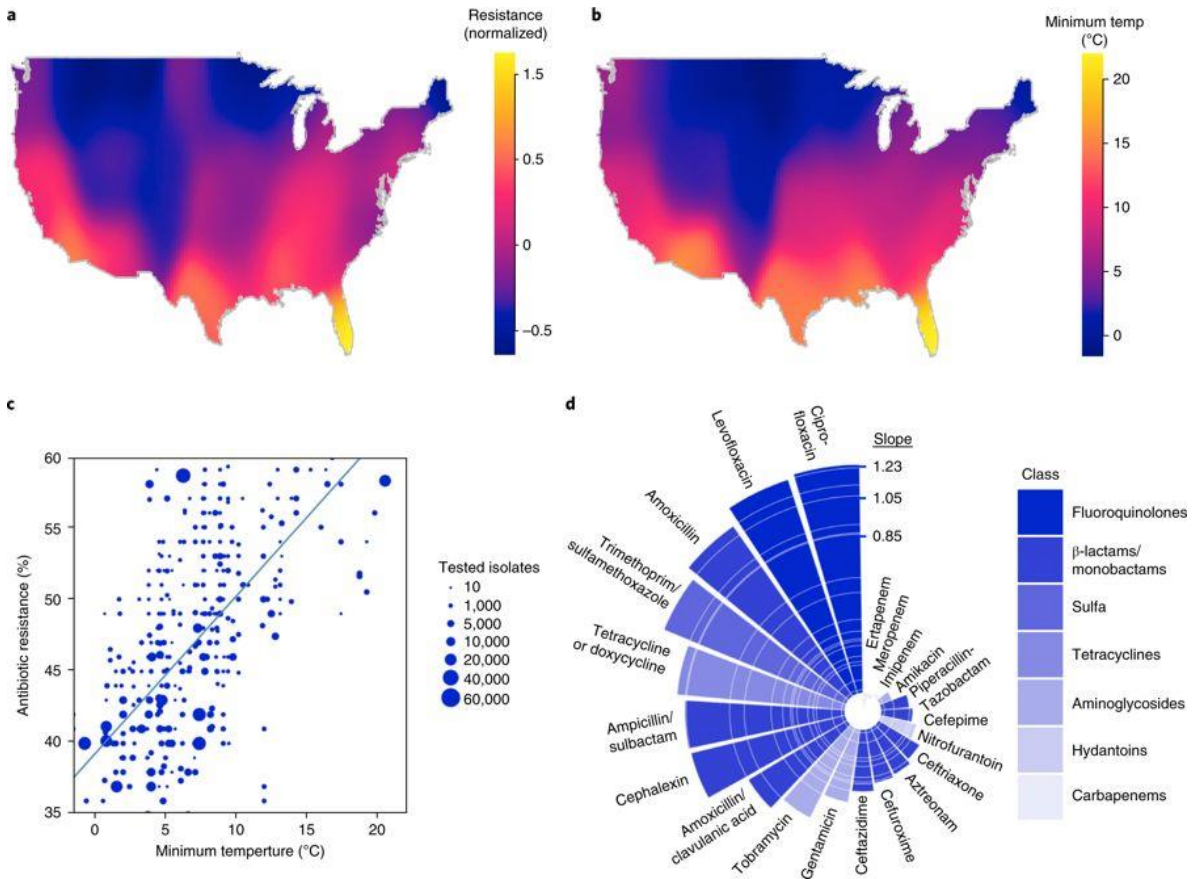 a
Resistance
(normalized)
1.5
0.5
0
−0.5
b
Minimum temp
(°C)
20
15
10
5
0
c
Antibiotic resistance (%)
60
55
50
45
40
35
0
5
10
15
20
Minimum temperture (°C)
Tested isolates
10
1,000
5,000
10,000
20,000
40,000
60,000
d
Slope
1.23
1.05
0.85
Cipro-
floxacin
Levofloxacin
Amoxicillin
Trimethoprim/
sulfamethoxazole
Tetracycline
or doxycycline
Ampicillin/
sulbactam
Cephalexin
Amoxicillin/
clavulanic acid
Tobramycin
Gentamicin
Ceftazidime
Cefuroxime
Aztreonam
Ceftriaxone
Nitrofurantoin
Cefepime
Piperacillin-
Tazobactam
Amikacin
Imipenem
Meropenem
Ertapenem
Class
Fluoroquinolones
β-lactams/
monobactams
Sulfa
Tetracyclines
Aminoglycosides
Hydantoins
Carbapenems